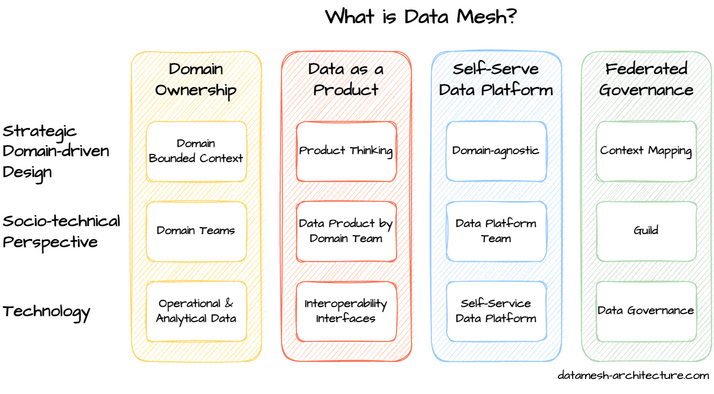 What is Data Mesh?
Domain
Ownership
Data as a
Product
Self-Serve
Data Platform
Federated
Governance
Strategic
Domain-driven
Design
Domain
Bounded Context
Product Thinking
Domain-agnostic
Context Mapping
Socio-technical
Perspective
Domain Teams
Data Product by
Domain Team
Data Platform
Team
Guild
Technology
Operational &
Analytical Data
Interoperability
Interfaces
Self-Service
Data Platform
Data Governance
datamesh-architecture.com